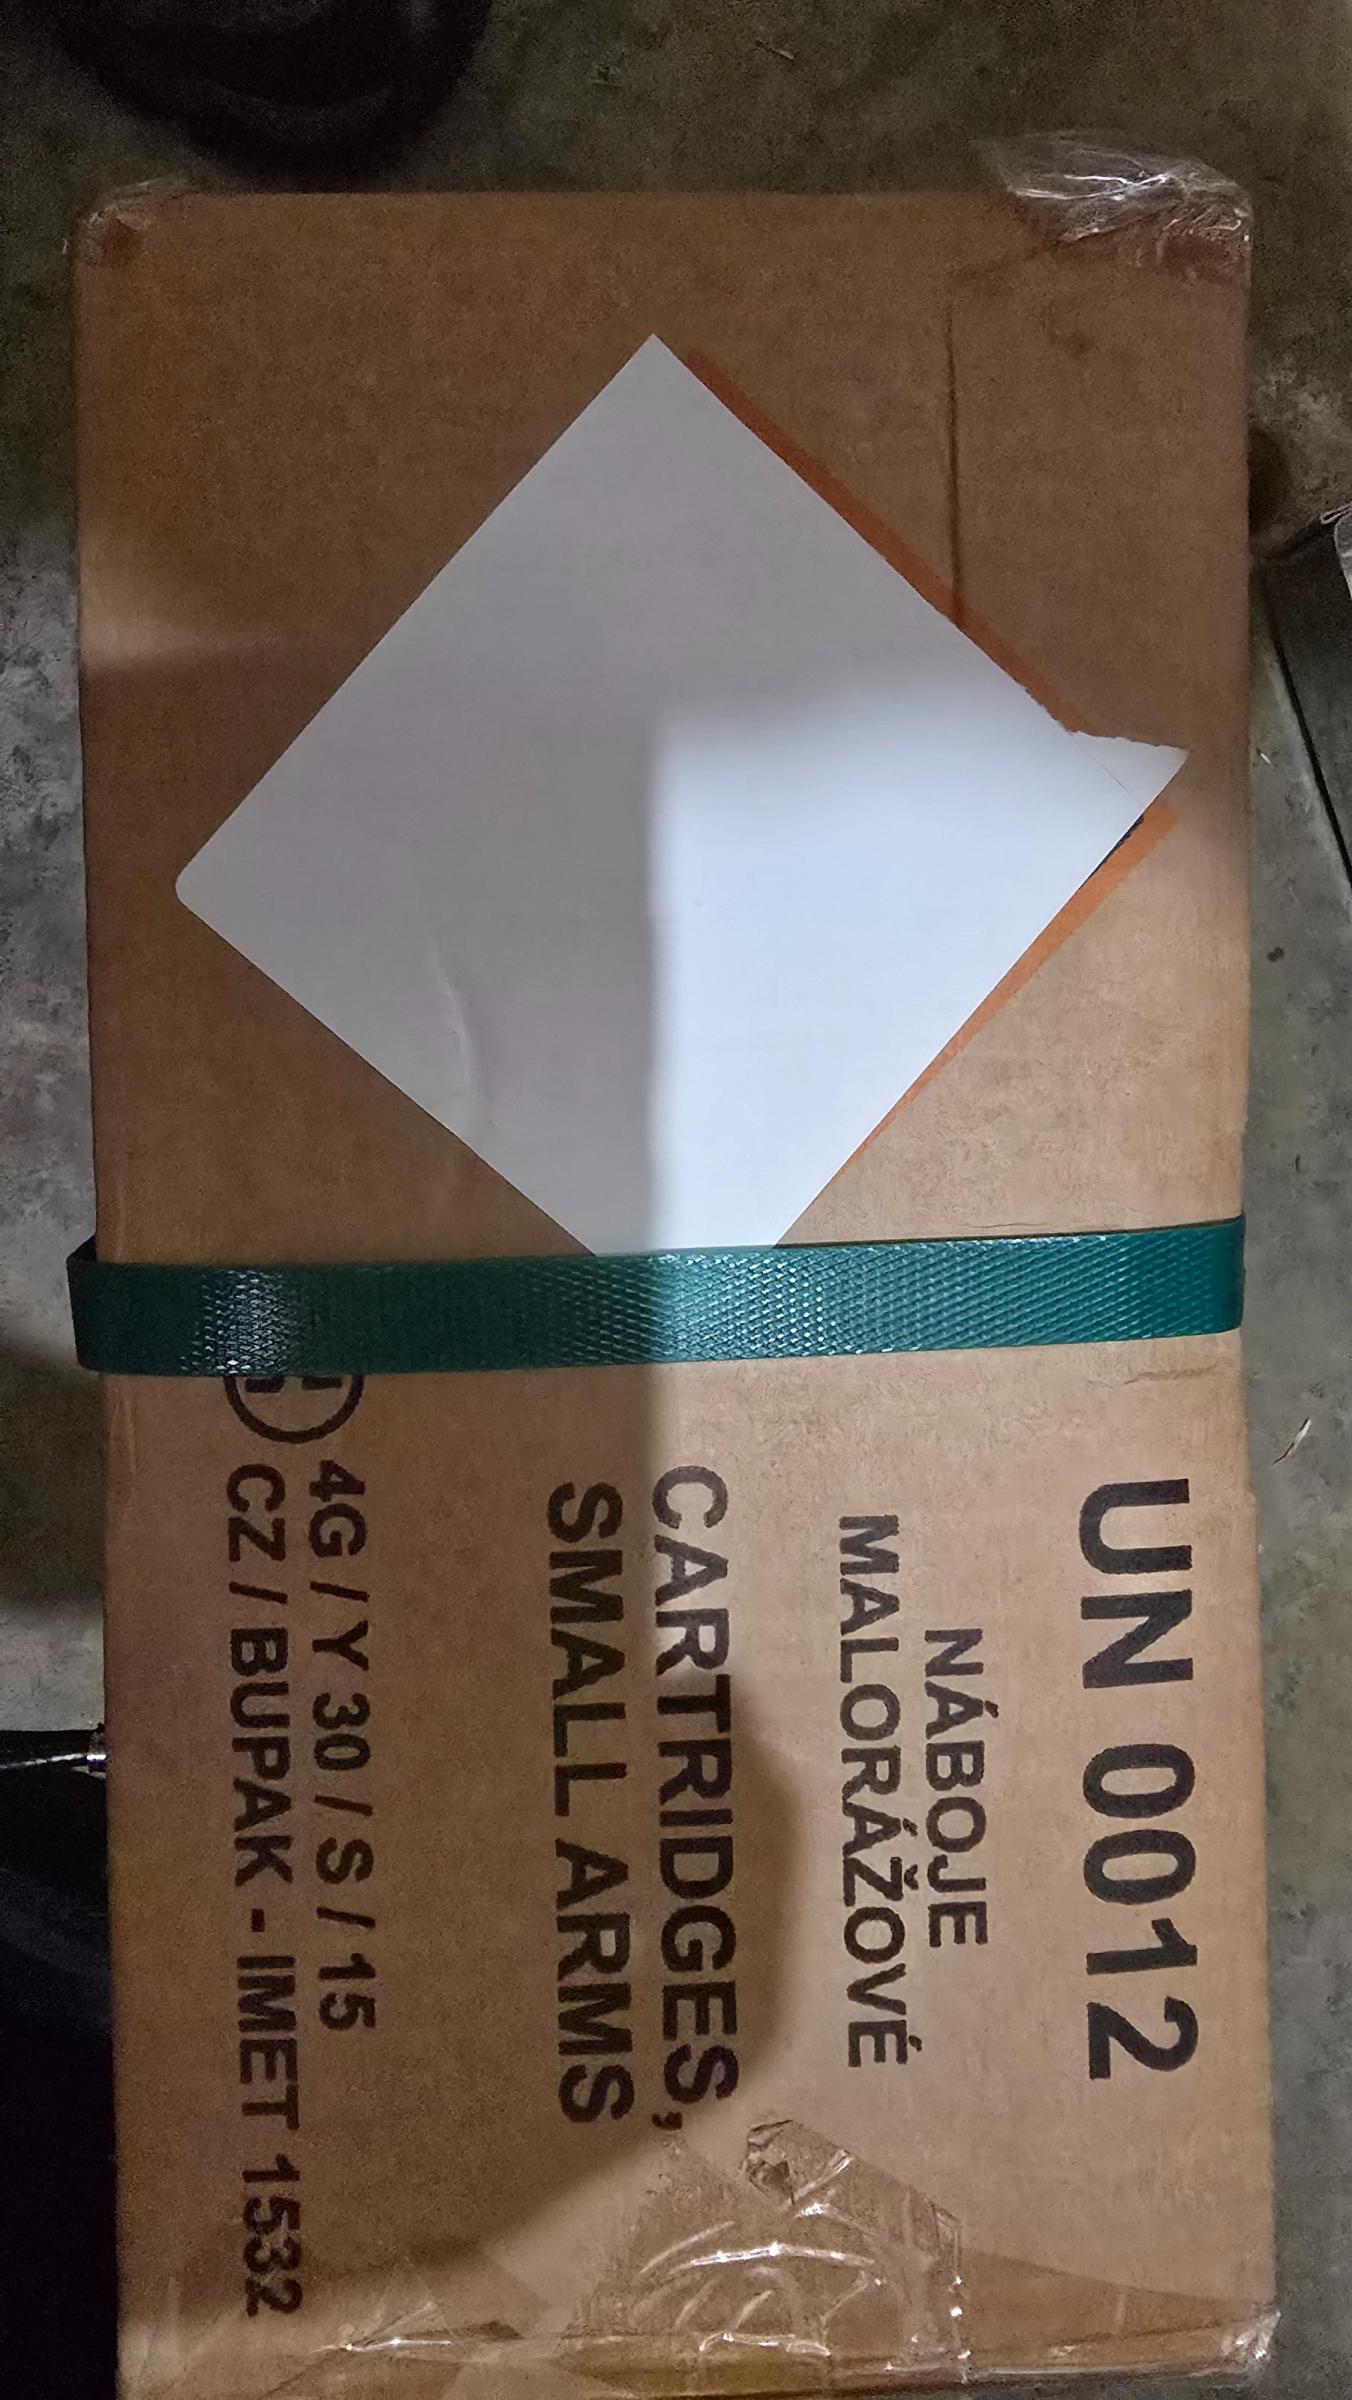 UN 0012
NÁBOJE
MALORÁŽOVÉ
CARTRIDGES,
SMALL ARMS
4G / Y 30 / S / 15
CZ / BUPAK - IMET 1532